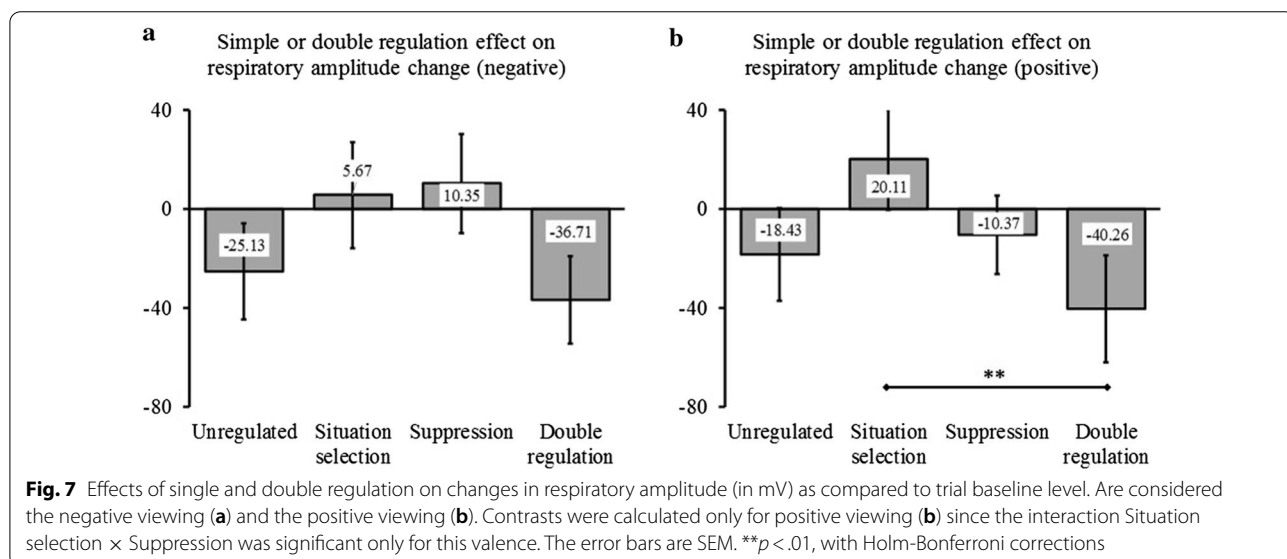 a
Simple or double regulation effect on
respiratory amplitude change (negative)
40
0
-40
-80
5.67
10.35
-25.13
-36.71
Unregulated
Situation
selection
Suppression
Double
regulation
b
Simple or double regulation effect on
respiratory amplitude change (positive)
40
0
-40
-80
20.11
-18.43
-10.37
-40.26
**
Unregulated
Situation
selection
Suppression
Double
regulation
Fig. 7 Effects of single and double regulation on changes in respiratory amplitude (in mV) as compared to trial baseline level. Are considered
the negative viewing (a) and the positive viewing (b). Contrasts were calculated only for positive viewing (b) since the interaction Situation
selection × Suppression was significant only for this valence. The error bars are SEM. **p < .01, with Holm-Bonferroni corrections